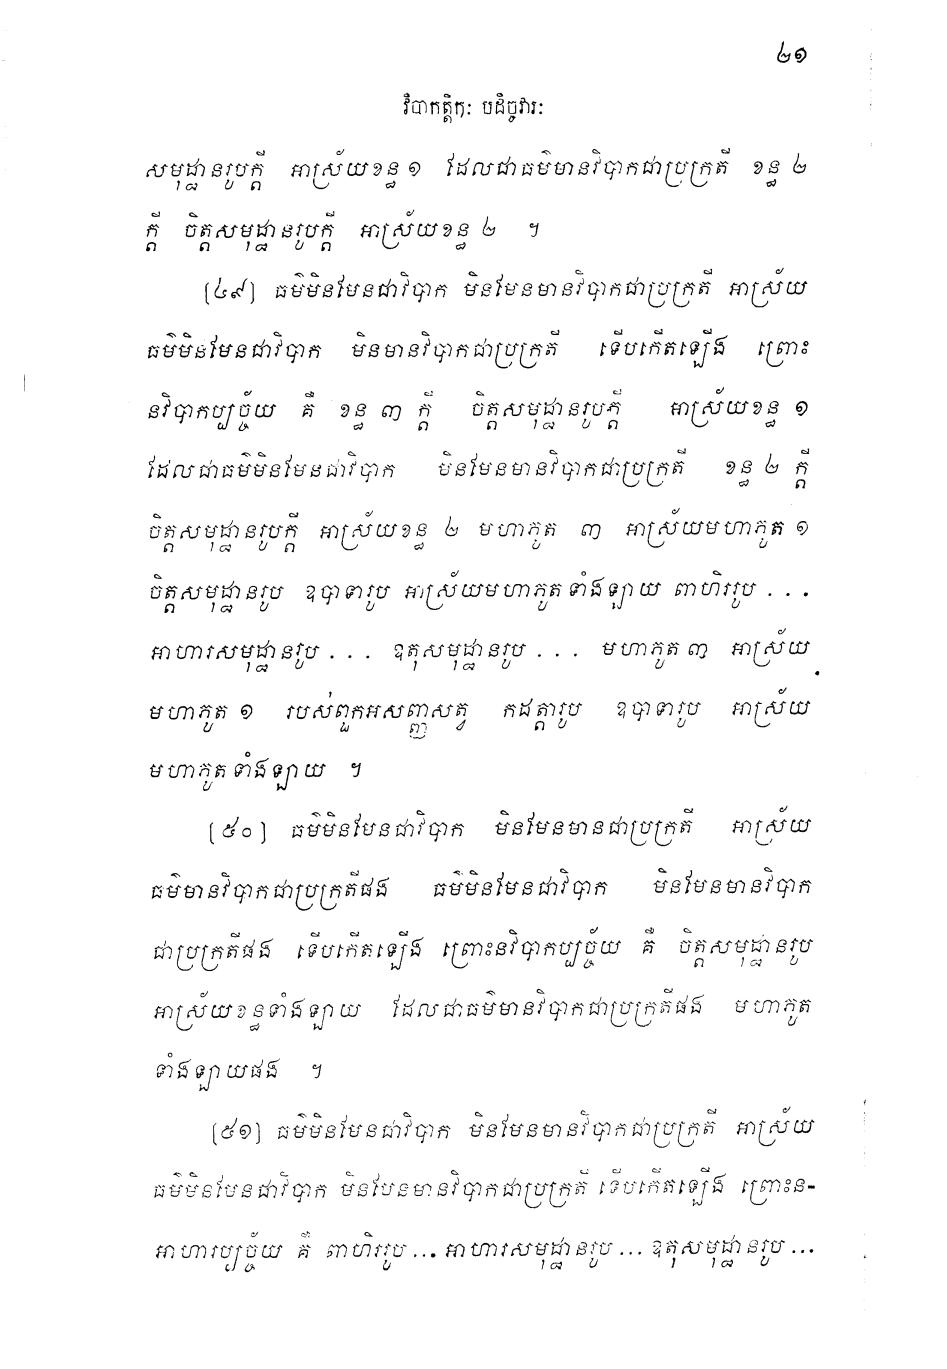 ២១
វិបាកត្តិកៈ បដិច្ចវារៈ
សមុដ្ឋានរូបក្តី អាស្រ័យខន្ធ ១ ដែលជាធម៌មានវិបាកជាប្រក្រតី ខន្ធ ២
ក្តី ចិត្តសមុដ្ឋានរូបក្តី អាស្រ័យខន្ធ ២ ។
[៤៩] ធម៌មិនមែនជាវិបាក មិនមែនមានវិបាកជាប្រក្រតី អាស្រ័យ
ធម៌មិនមែនជាវិបាក មិនមានវិបាកជាប្រក្រតី ទើបកើតឡើង ព្រោះ
នវិបាកប្បច្ច័យ គឺ ខន្ធ ៣ ក្តី ចិត្តសមុដ្ឋានរូបក្តី អាស្រ័យខន្ធ ១
ដែលជាធម៌មិនមែនជាវិបាក មិនមែនមានវិបាកជាប្រក្រតី ខន្ធ ២ ក្តី
ចិត្តសមុដ្ឋានរូបក្តី អាស្រ័យខន្ធ ២ មហាភូត ៣ អាស្រ័យមហាភូត ១
ចិត្តសមុដ្ឋានរូប ឧបាទារូប អាស្រ័យមហាភូតទាំងឡាយ ពាហិររូប . . .
អាហារសមុដ្ឋានរូប . . . ឧតុសមុដ្ឋានរូប . . . មហាភូត ៣ អាស្រ័យ
មហាភូត ១ របស់ពួកអសញ្ញសត្វ កដត្តារូប ឧបាទារូប អាស្រ័យ
មហាភូតទាំងឡាយ ។
[៥០] ធម៌មិនមែនជាវិបាក មិនមែនមានជាប្រក្រតី អាស្រ័យ
ធម៌មានវិបាកជាប្រក្រតីផង ធម៌មិនមែនជាវិបាក មិនមែនមានវិបាក
ជាប្រក្រតីផង ទើបកើតឡើង ព្រោះនវិបាកប្បច្ច័យ គឺ ចិត្តសមុដ្ឋានរូប
អាស្រ័យខន្ធទាំងឡាយ ដែលជាធម៌មានវិបាកជាប្រក្រតីផង មហាភូត
ទាំងឡាយផង ។
[៥១] ធម៌មិនមែនជាវិបាក មិនមែនមានវិបាកជាប្រក្រតី អាស្រ័យ
ធម៌មិនមែនជាវិបាក មិនមែនមានវិបាកជាប្រក្រតី ទើបកើតឡើង ព្រោះន-
អាហារប្បច្ច័យ គឺ ពាហិររូប ... អាហារសមុដ្ឋានរូប ... ឧតុសមុដ្ឋានរូប ...